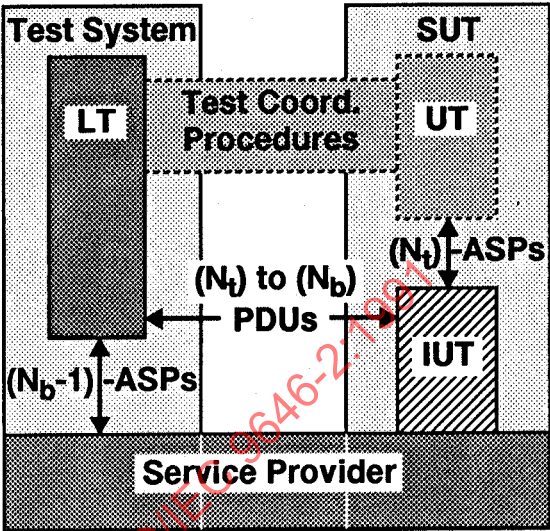 Test System
SUT
LT
Test Coord.
Procedures
UT
(Nt) -ASPs
(Nt) to (Nb)
PDUs
IUT
(Nb-1) -ASPs
Service Provider
IEC 9646-2:1991